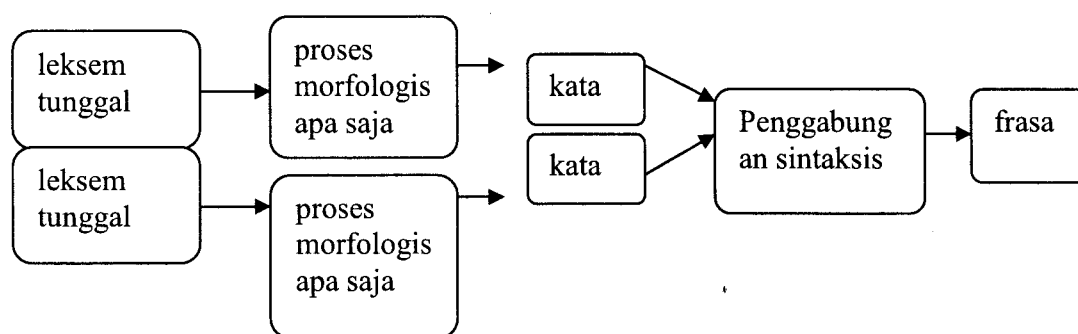 leksem
tunggal
proses
morfologis
apa saja
kata
Penggabung
an sintaksis
frasa
leksem
tunggal
proses
morfologis
apa saja
kata